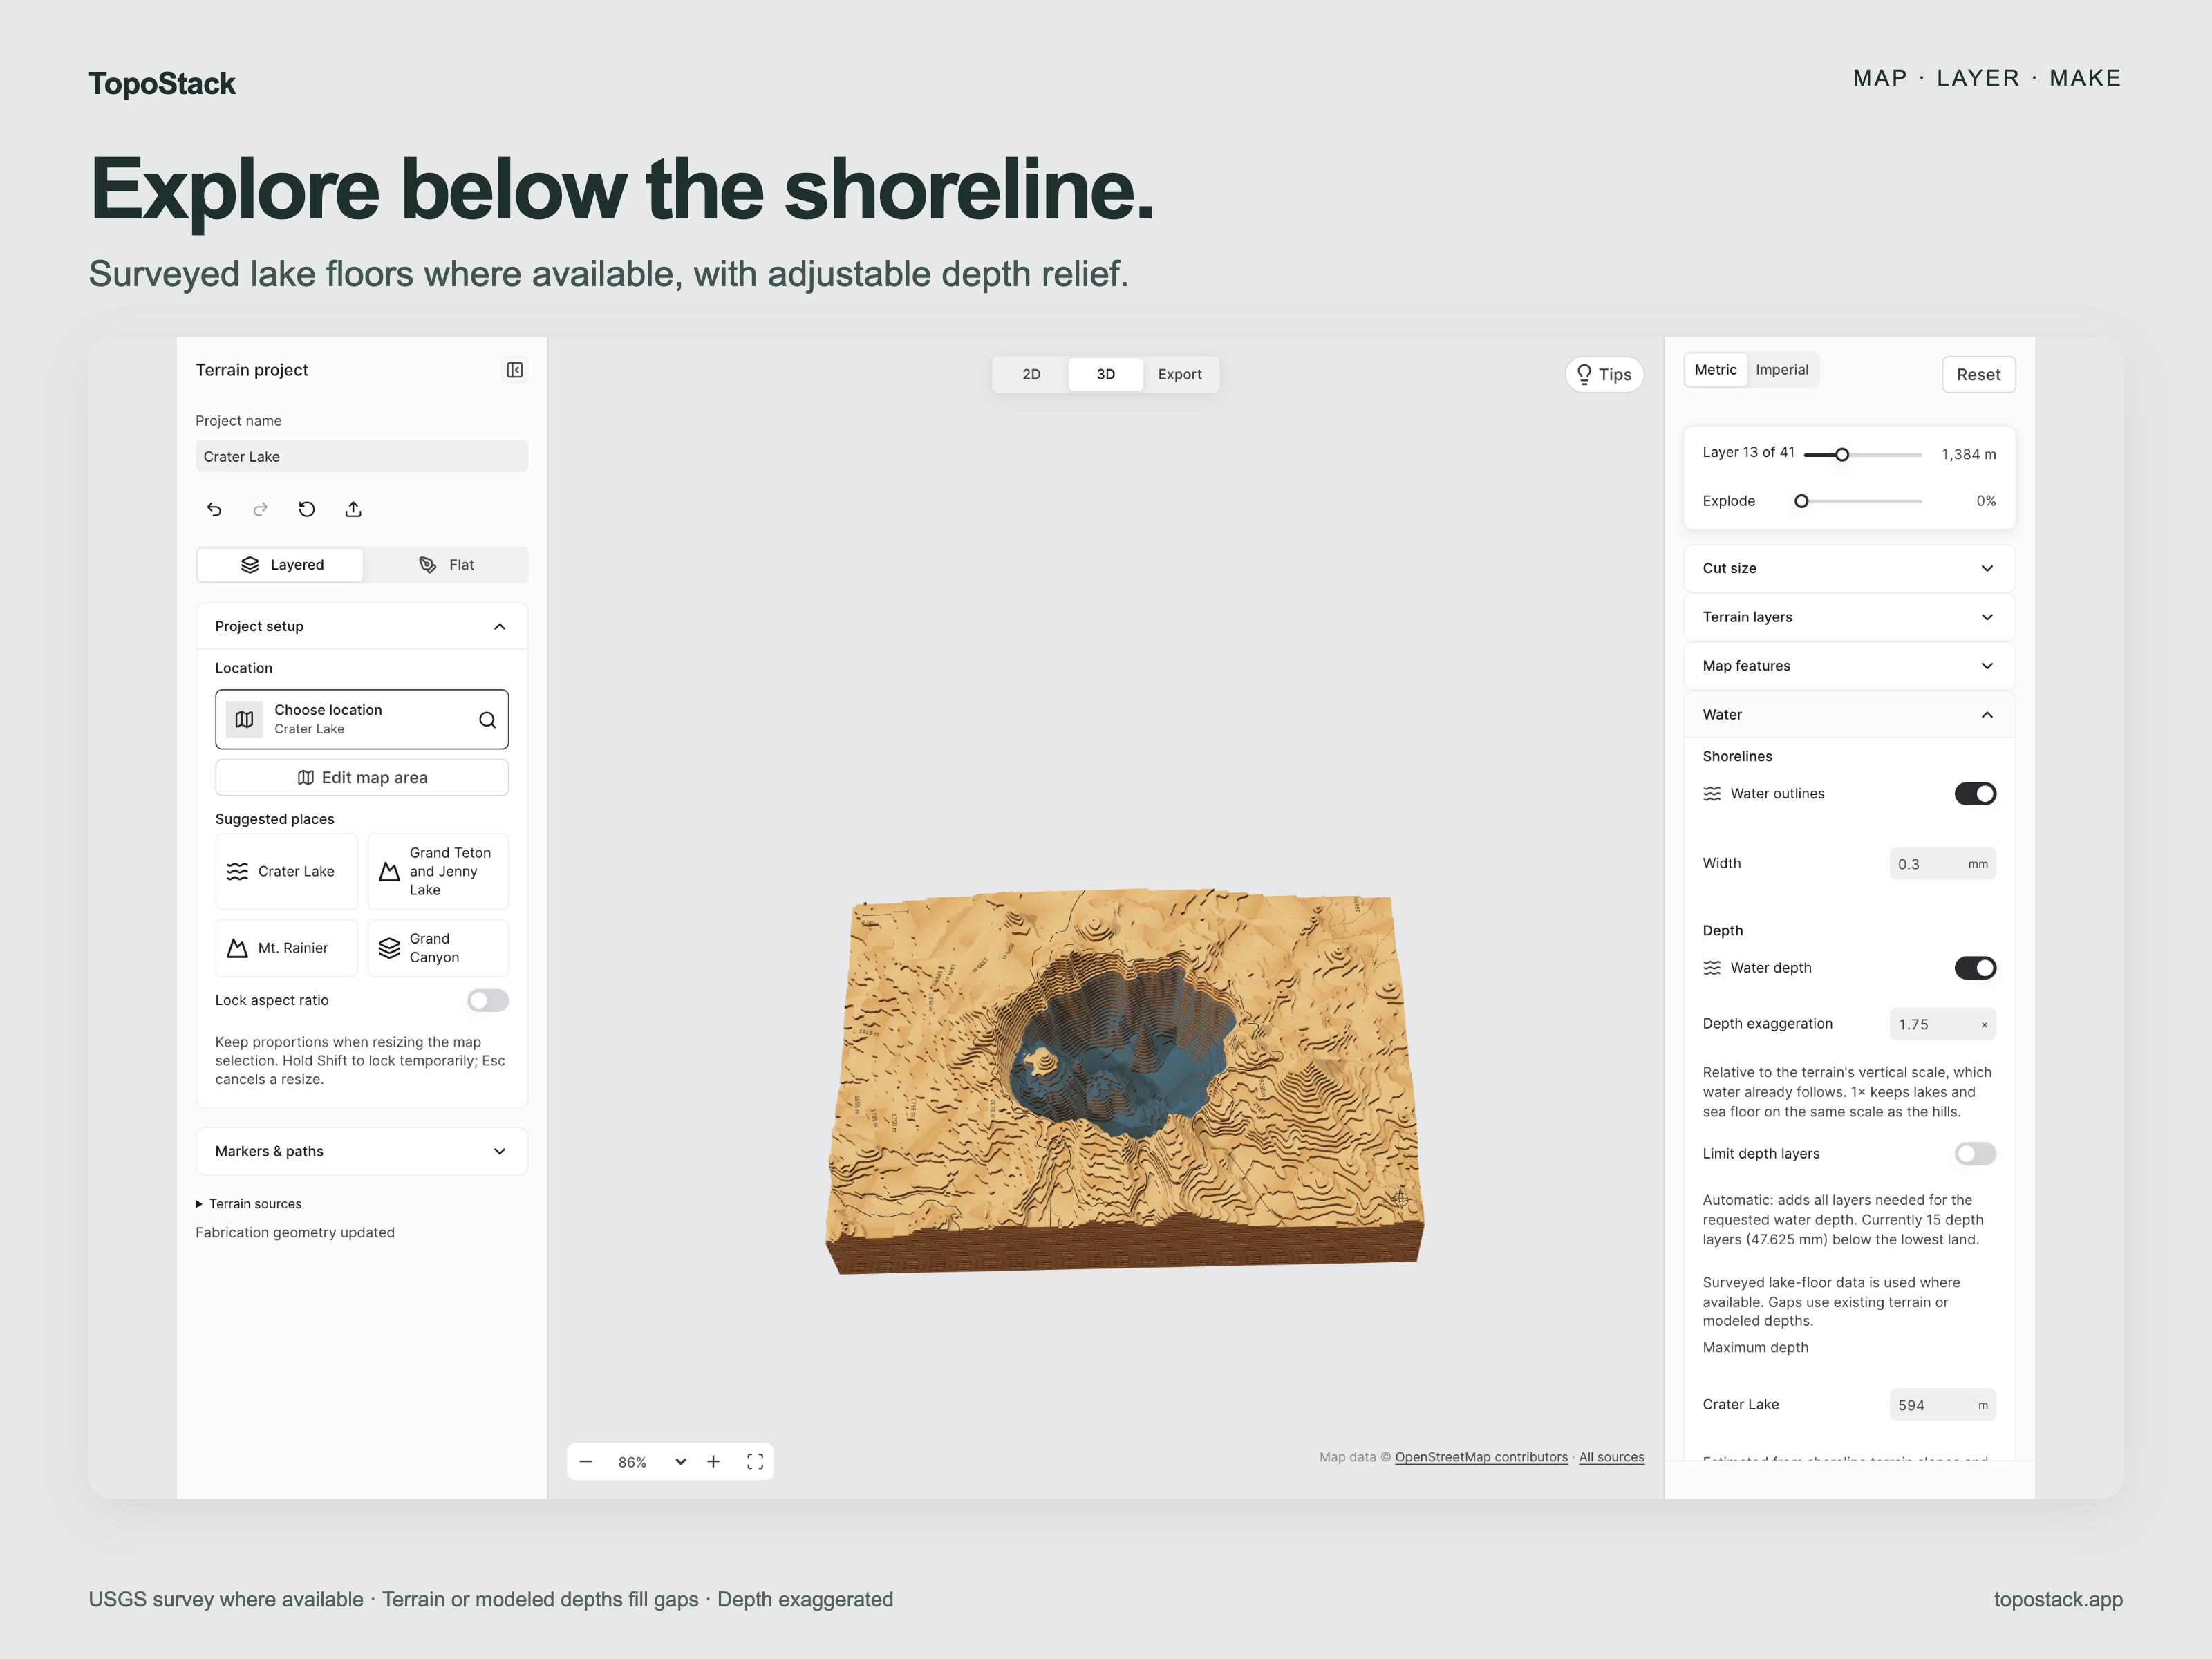 TopoStack
MAP · LAYER · MAKE
Explore below the shoreline.
Surveyed lake floors where available, with adjustable depth relief.
Terrain project
Project name
Crater Lake
Layered
Flat
Project setup
Location
Choose location
Crater Lake
Edit map area
Suggested places
Crater Lake
Grand Teton
and Jenny
Lake
Mt. Rainier
Grand
Canyon
Lock aspect ratio
Keep proportions when resizing the map
selection. Hold Shift to lock temporarily; Esc
cancels a resize.
Markers & paths
Terrain sources
Fabrication geometry updated
2D
3D
Export
Tips
86%
Map data © OpenStreetMap contributors · All sources
Metric
Imperial
Reset
Layer 13 of 41
1,384 m
Explode
0%
Cut size
Terrain layers
Map features
Water
Shorelines
Water outlines
Width
0.3 mm
Depth
Water depth
Depth exaggeration
1.75 ×
Relative to the terrain's vertical scale, which
water already follows. 1× keeps lakes and
sea floor on the same scale as the hills.
Limit depth layers
Automatic: adds all layers needed for the
requested water depth. Currently 15 depth
layers (47.625 mm) below the lowest land.
Surveyed lake-floor data is used where
available. Gaps use existing terrain or
modeled depths.
Maximum depth
Crater Lake
594 m
USGS survey where available · Terrain or modeled depths fill gaps · Depth exaggerated
topostack.app